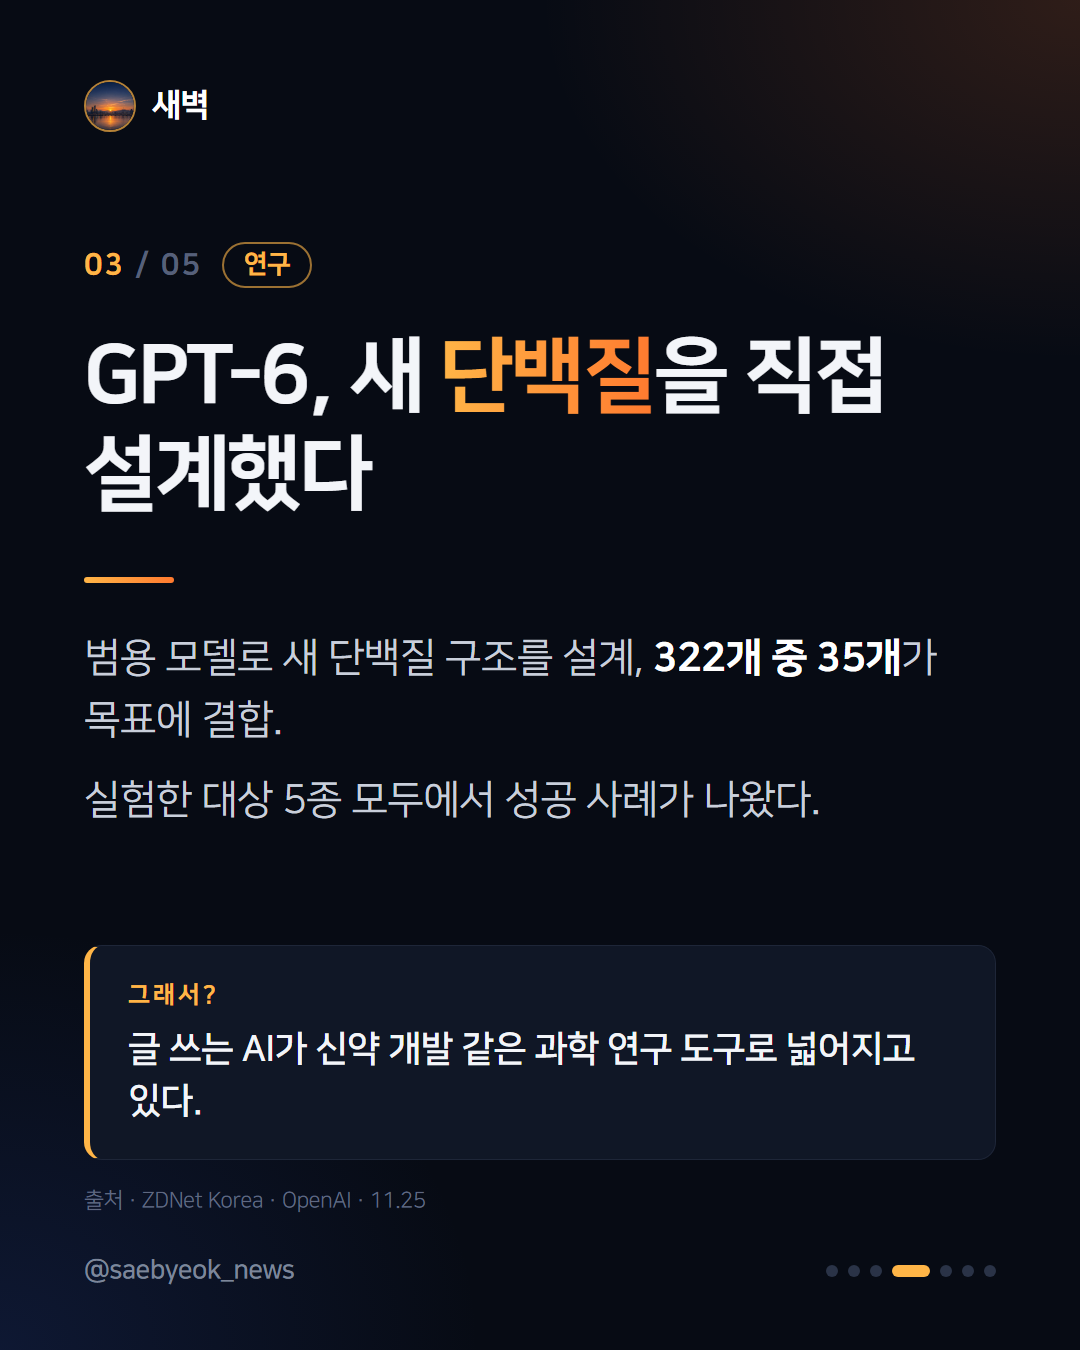 새벽
03 / 05 연구
GPT-6, 새 단백질을 직접
설계했다
범용 모델로 새 단백질 구조를 설계, 322개 중 35개가
목표에 결합.
실험한 대상 5종 모두에서 성공 사례가 나왔다.
그래서?
글 쓰는 AI가 신약 개발 같은 과학 연구 도구로 넓어지고
있다.
출처 · ZDNet Korea · OpenAI · 11.25
@saebyeok_news